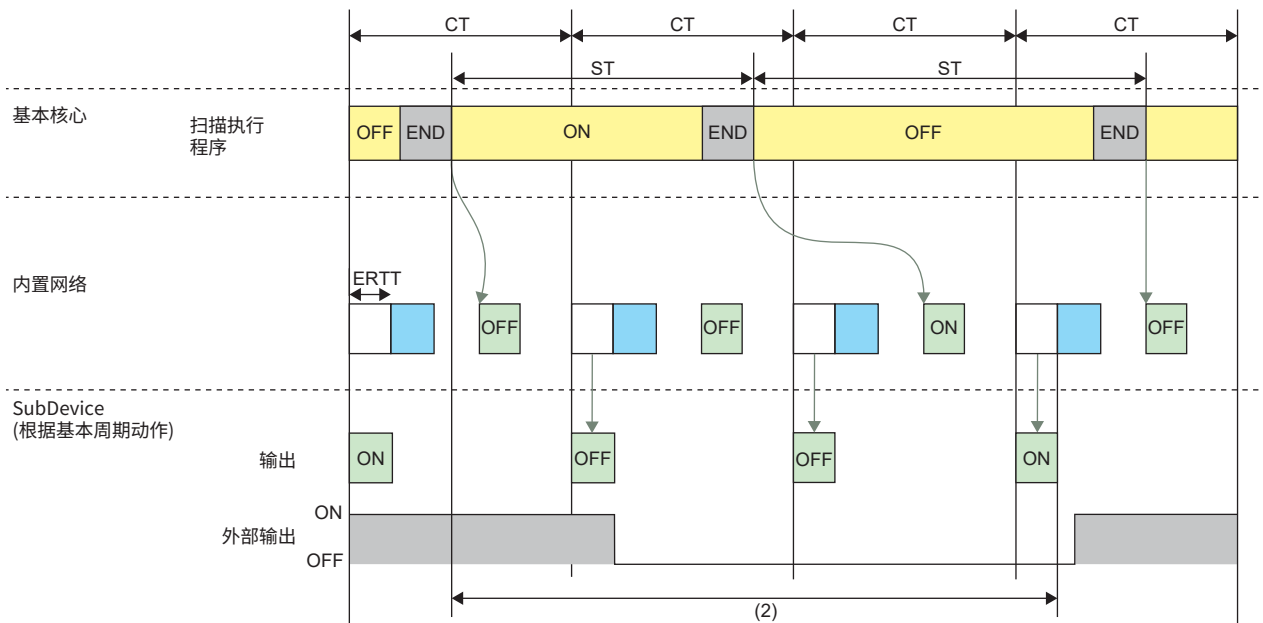 CT CT CT CT
ST ST
基本核心
扫描执行
程序
OFF END ON END OFF END
内置网络
ERTT
OFF OFF ON OFF
SubDevice
(根据基本周期动作)
输出
ON OFF OFF ON
ON
外部输出
OFF
(2)